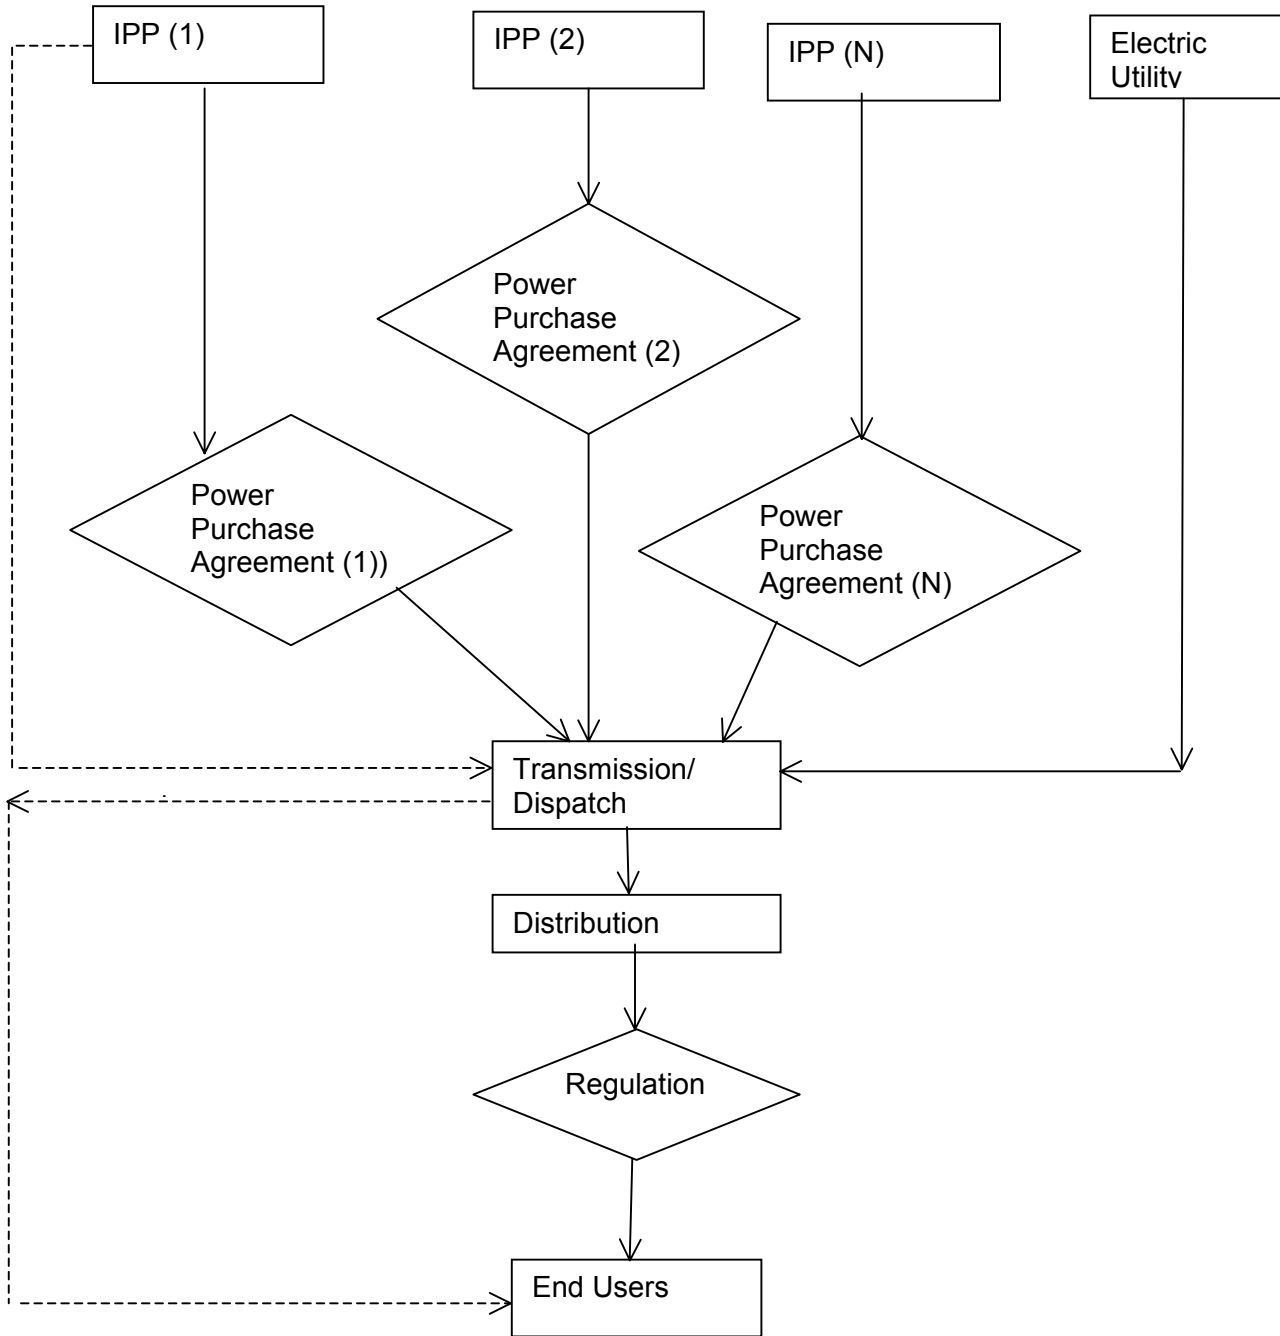 IPP (1)
IPP (2)
IPP (N)
Electric
Utility
Power
Purchase
Agreement (2)
Power
Purchase
Agreement (1))
Power
Purchase
Agreement (N)
Transmission/
Dispatch
Distribution
Regulation
End Users